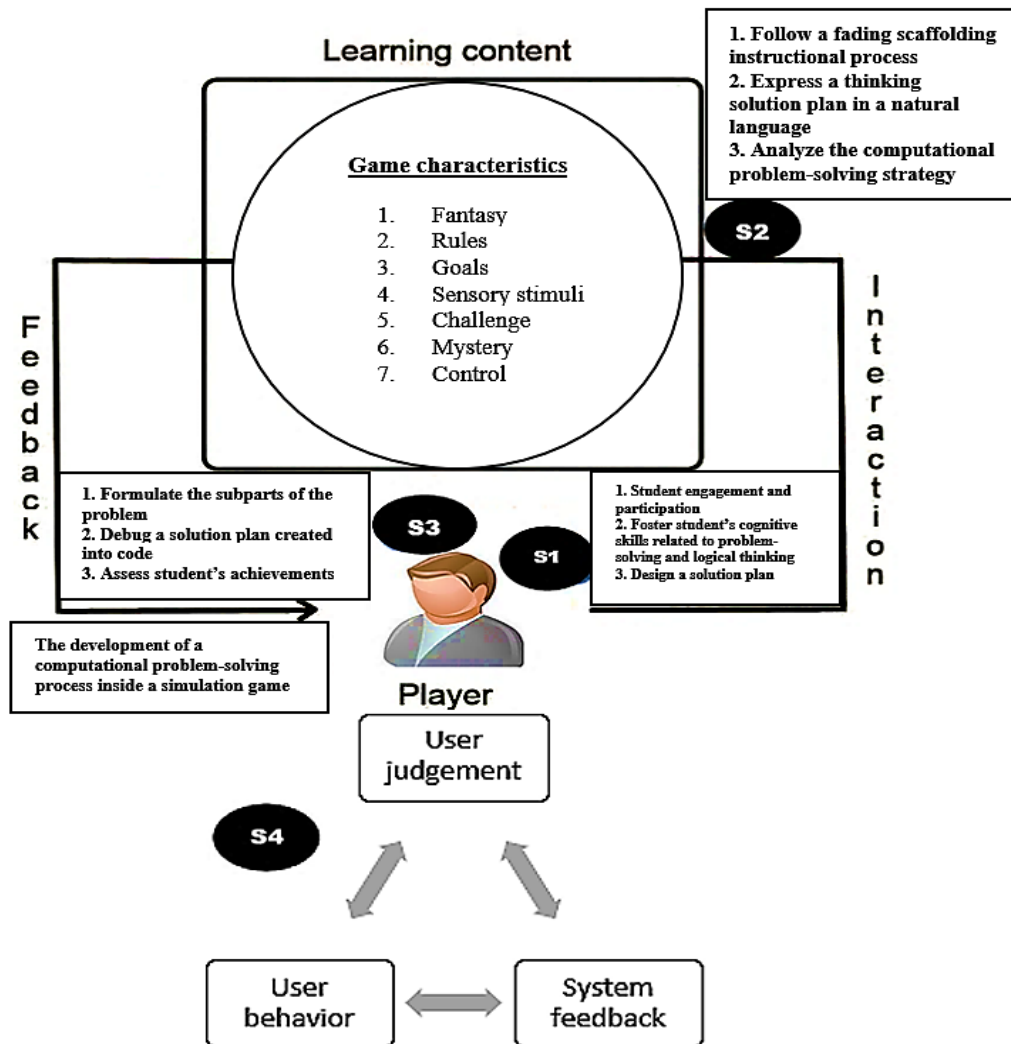 Learning content
1. Follow a fading scaffolding
instructional process
2. Express a thinking
solution plan in a natural
language
3. Analyze the computational
problem-solving strategy
S2
Game characteristics
1. Fantasy
2. Rules
3. Goals
4. Sensory stimuli
5. Challenge
6. Mystery
7. Control
Feedback
Interaction
1. Formulate the subparts of the
problem
2. Debug a solution plan created
into code
3. Assess student's achievements
S3
S1
1. Student engagement and
participation
2. Foster student's cognitive
skills related to problem-
solving and logical thinking
3. Design a solution plan
The development of a
computational problem-solving
process inside a simulation game
Player
User
judgement
S4
User
behavior
System
feedback